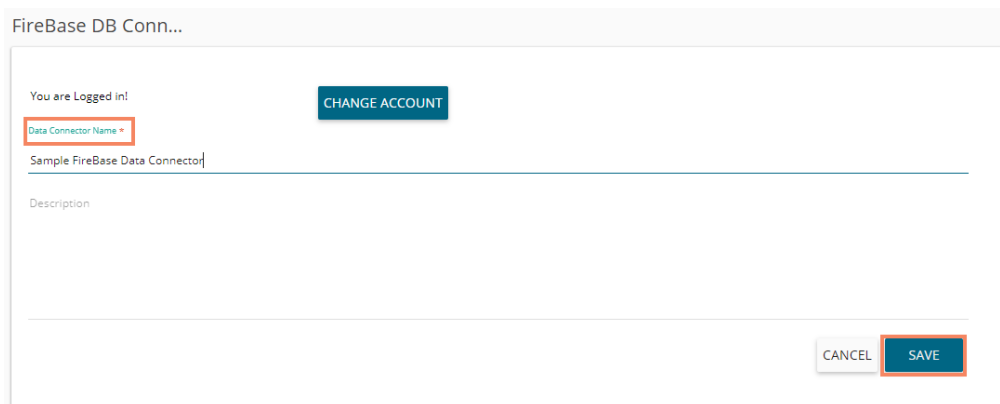 FireBase DB Conn...
You are Logged in!
CHANGE ACCOUNT
Data Connector Name *
Sample FireBase Data Connector
Description
CANCEL
SAVE